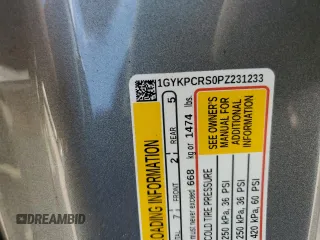 1GYKPCRS0PZ231233
LOADING INFORMATION
TAL 7 FRONT 2 REAR 5
must never exceed 668 kg or 1474 lbs.
SEE OWNER'S
MANUAL FOR
ADDITIONAL
INFORMATION
COLD TIRE PRESSURE
250 kPa, 36 PSI
250 kPa, 36 PSI
420 kPa, 60 PSI
DREAMBID